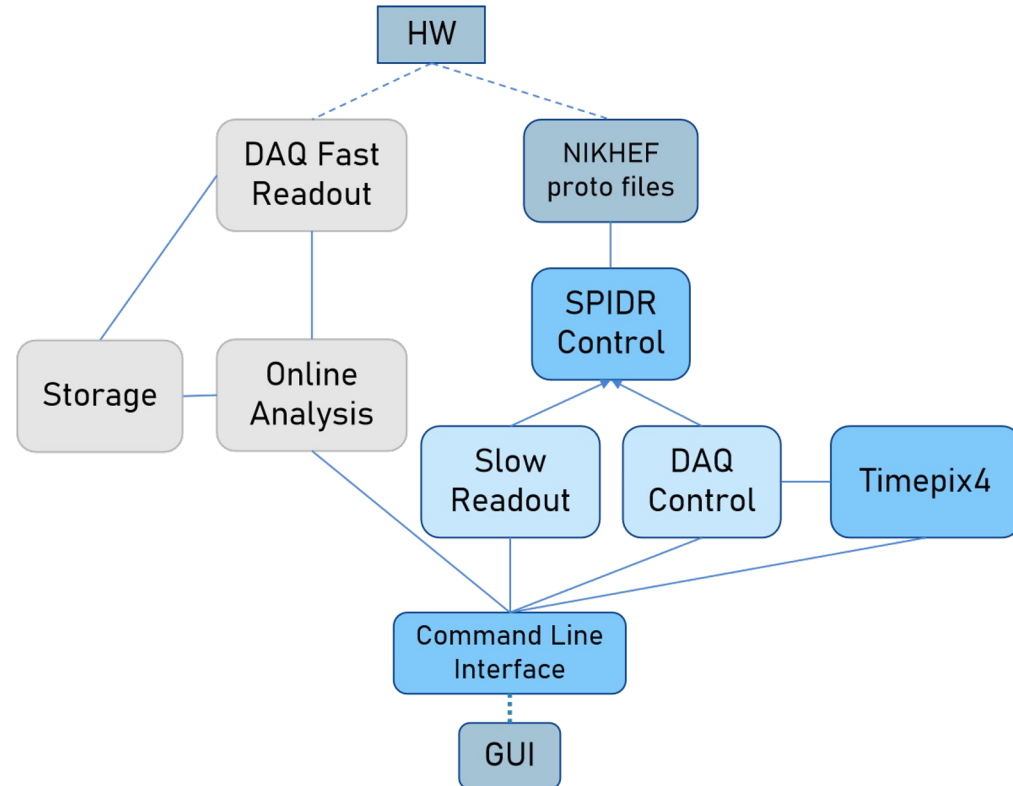 HW
DAQ Fast
Readout
NIKHEF
proto files
SPIDR
Control
Storage
Online
Analysis
Slow
Readout
DAQ
Control
Timepix4
Command Line
Interface
GUI